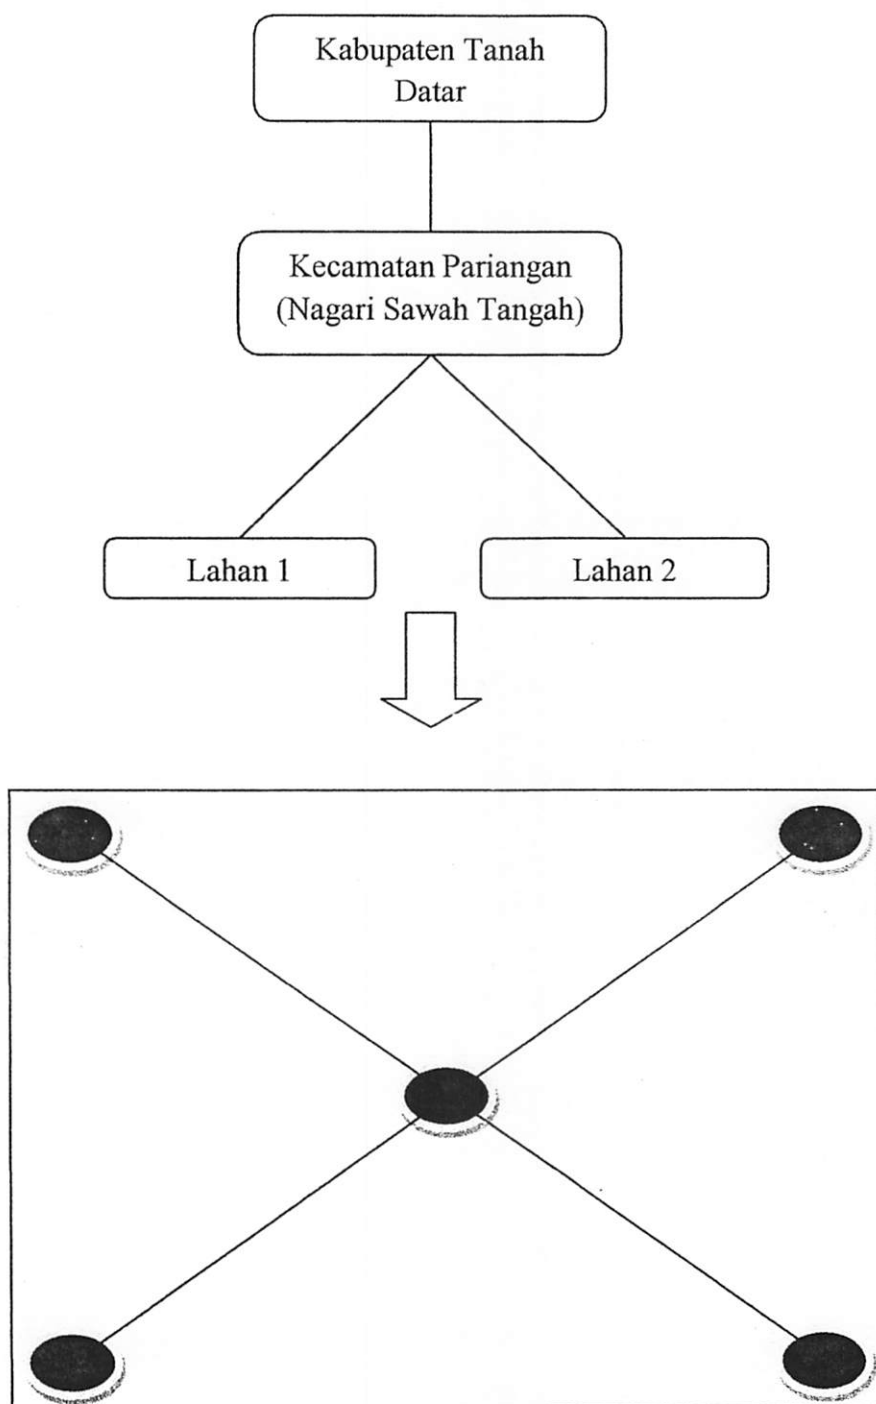 Kabupaten Tanah
Datar
Kecamatan Pariangan
(Nagari Sawah Tangah)
Lahan 1
Lahan 2